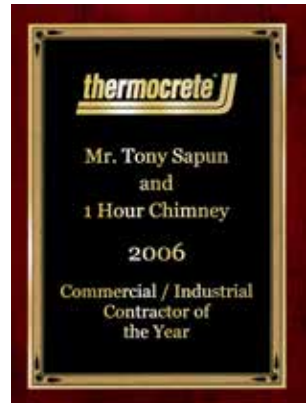 thermocrete
Mr. Tony Sapun
and
1 Hour Chimney
2006
Commercial / Industrial
Contractor of
the Year